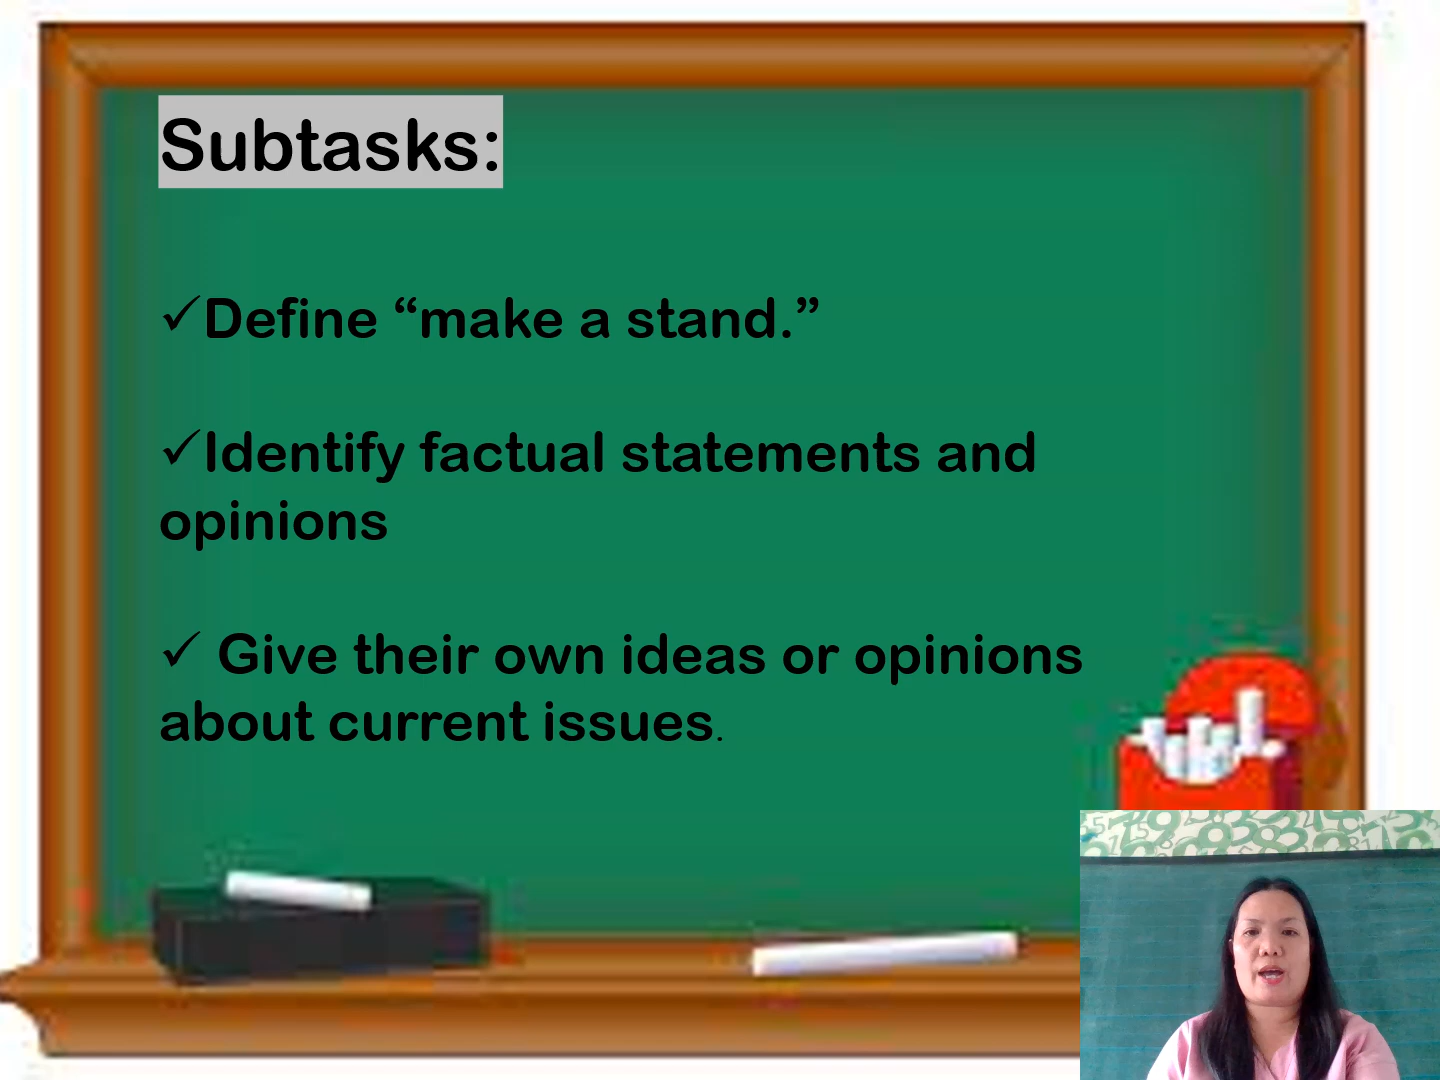 Subtasks:
✓Define “make a stand.”
✓Identify factual statements and
opinions
✓ Give their own ideas or opinions
about current issues.